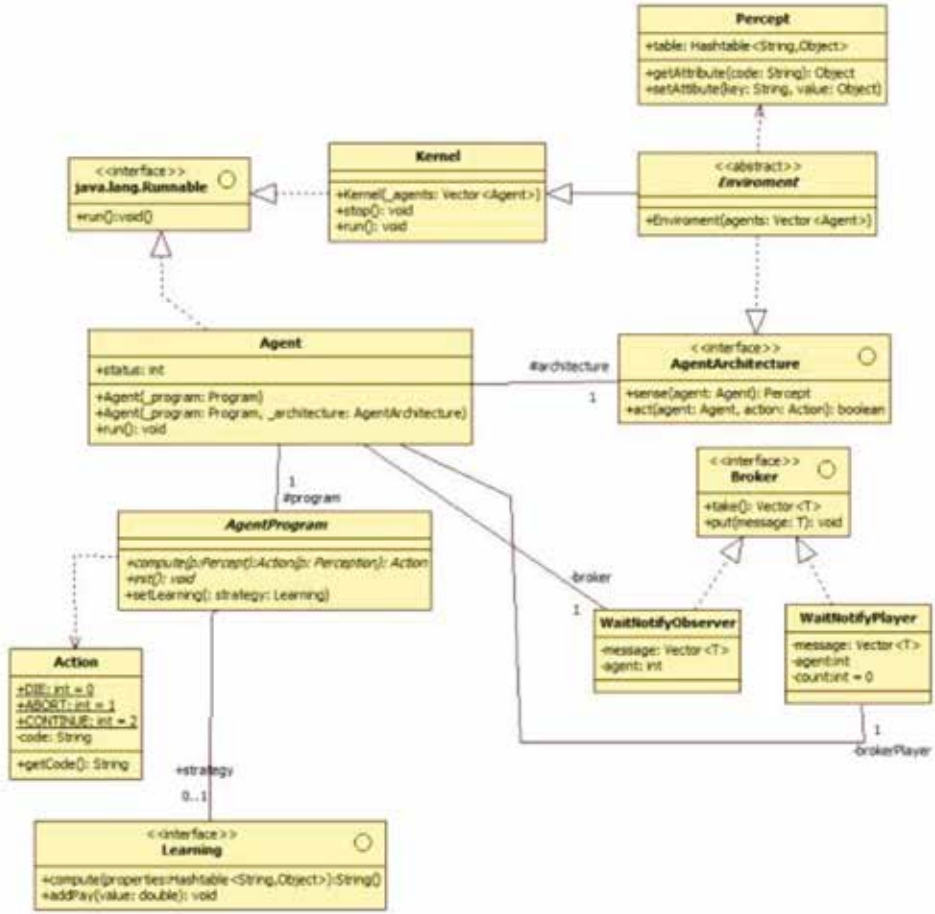 Percept
+table: Hashtable<String,Object>
+getAttribute(code: String): Object
+setAttibute(key: String, value: Object)
<<interface>>
java.lang.Runnable
+run():void()
Kernel
+Kernel(_agents: Vector<Agent>)
+stop(): void
+run(): void
<<abstract>>
Enviroment
+Enviroment(agents: Vector<Agent>)
Agent
+status: int
+Agent(_program: Program)
+Agent(_program: Program, _architecture: AgentArchitecture)
+run(): void
#architecture
1
<<interface>>
AgentArchitecture
+sense(agent: Agent): Percept
+act(agent: Agent, action: Action): boolean
<<interface>>
Broker
+take(): Vector<T>
+put(message: T): void
1
#program
AgentProgram
+compute(p:Percept):Action(p: Perception): Action
+init(): void
+setLearning(: strategy: Learning)
-broker
1
WaitNotifyObserver
-message: Vector<T>
-agent: int
WaitNotifyPlayer
-message: Vector<T>
-agent:int
-count:int = 0
1
-brokerPlayer
Action
+DIE: int = 0
+ABORT: int = 1
+CONTINUE: int = 2
-code: String
+getCode(): String
+strategy
0..1
<<interface>>
Learning
+compute(properties:Hashtable<String,Object>):String()
+addPay(value: double): void